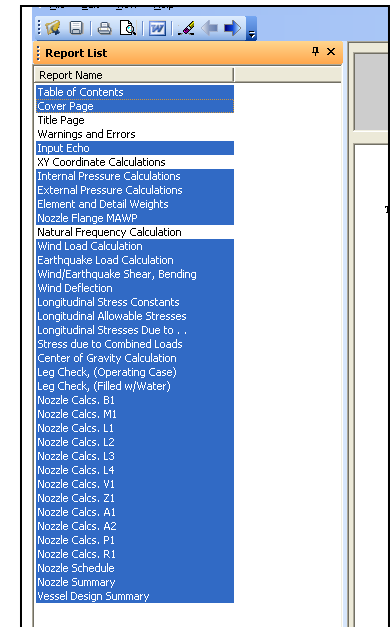 Report List
Report Name
Table of Contents
Cover Page
Title Page
Warnings and Errors
Input Echo
XY Coordinate Calculations
Internal Pressure Calculations
External Pressure Calculations
Element and Detail Weights
Nozzle Flange MAWP
Natural Frequency Calculation
Wind Load Calculation
Earthquake Load Calculation
Wind/Earthquake Shear, Bending
Wind Deflection
Longitudinal Stress Constants
Longitudinal Allowable Stresses
Longitudinal Stresses Due to . .
Stress due to Combined Loads
Center of Gravity Calculation
Leg Check, (Operating Case)
Leg Check, (Filled w/Water)
Nozzle Calcs. B1
Nozzle Calcs. M1
Nozzle Calcs. L1
Nozzle Calcs. L2
Nozzle Calcs. L3
Nozzle Calcs. L4
Nozzle Calcs. V1
Nozzle Calcs. Z1
Nozzle Calcs. A1
Nozzle Calcs. A2
Nozzle Calcs. P1
Nozzle Calcs. R1
Nozzle Schedule
Nozzle Summary
Vessel Design Summary